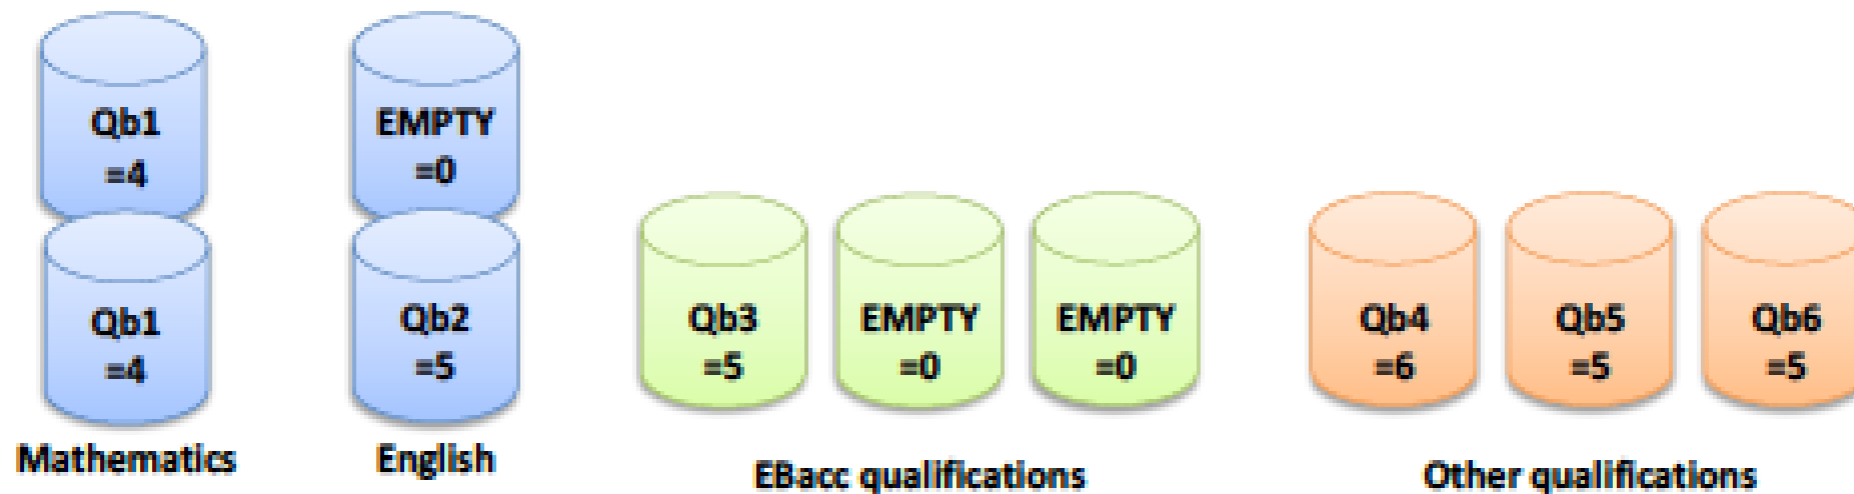 Qb1
=4
EMPTY
=0
Qb1
=4
Qb2
=5
Qb3
=5
EMPTY
=0
EMPTY
=0
Qb4
=6
Qb5
=5
Qb6
=5
Mathematics
English
EBacc qualifications
Other qualifications